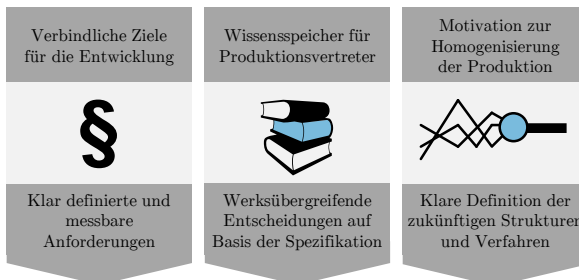 Verbindliche Ziele
für die Entwicklung
§
Klar definierte und
messbare
Anforderungen
Wissensspeicher für
Produktionsvertreter
Werksübergreifende
Entscheidungen auf
Basis der Spezifikation
Motivation zur
Homogenisierung
der Produktion
Klare Definition der
zukünftigen Strukturen
und Verfahren